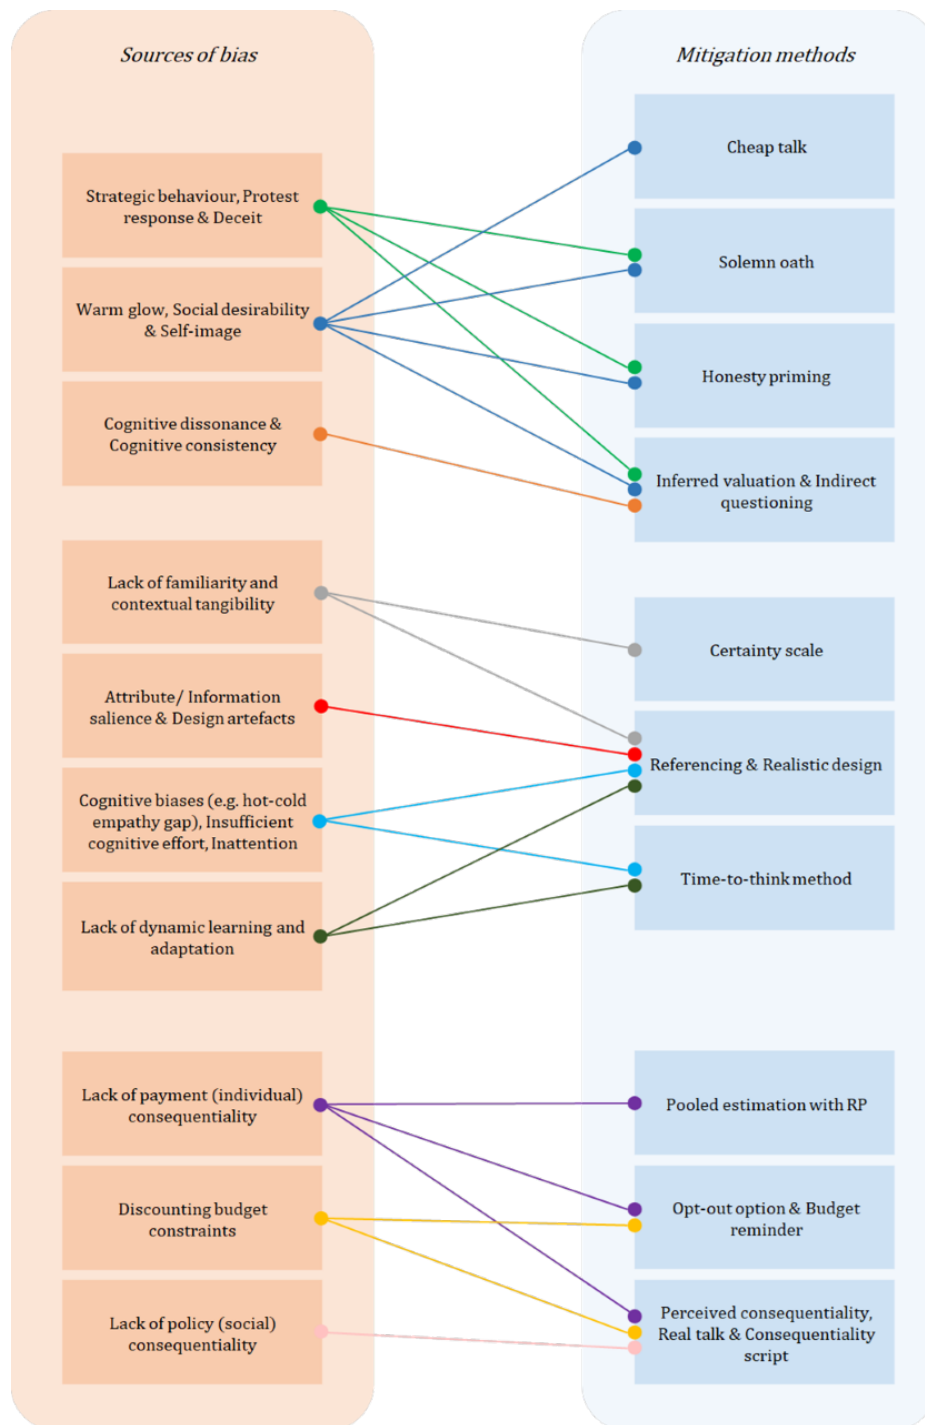 Sources of bias
Strategic behaviour, Protest
response & Deceit
Warm glow, Social desirability
& Self-image
Cognitive dissonance &
Cognitive consistency
Lack of familiarity and
contextual tangibility
Attribute/ Information
salience & Design artefacts
Cognitive biases (e.g. hot-cold
empathy gap), Insufficient
cognitive effort, Inattention
Lack of dynamic learning and
adaptation
Lack of payment (individual)
consequentiality
Discounting budget
constraints
Lack of policy (social)
consequentiality
Mitigation methods
Cheap talk
Solemn oath
Honesty priming
Inferred valuation & Indirect
questioning
Certainty scale
Referencing & Realistic design
Time-to-think method
Pooled estimation with RP
Opt-out option & Budget
reminder
Perceived consequentiality,
Real talk & Consequentiality
script